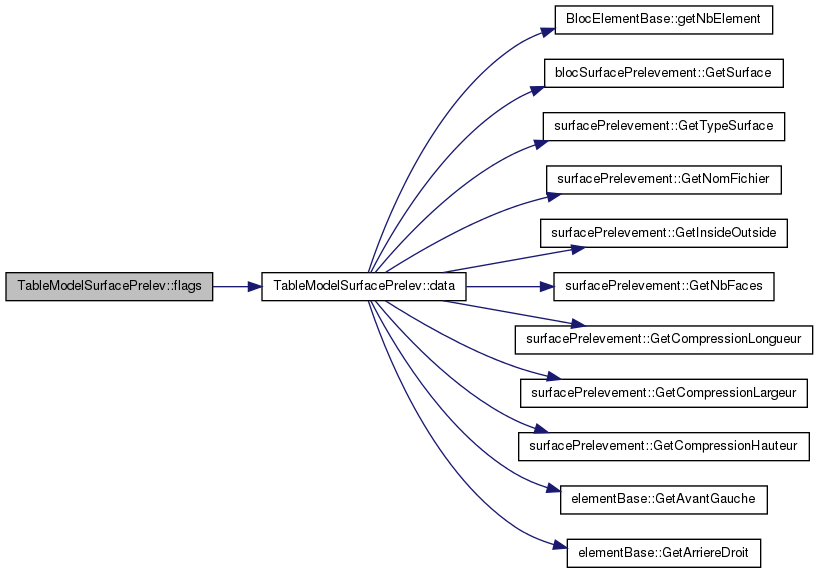 BlocElementBase::getNbElement
blocSurfacePrelevement::GetSurface
surfacePrelevement::GetTypeSurface
surfacePrelevement::GetNomFichier
surfacePrelevement::GetInsideOutside
TableModelSurfacePrelev::flags
TableModelSurfacePrelev::data
surfacePrelevement::GetNbFaces
surfacePrelevement::GetCompressionLongueur
surfacePrelevement::GetCompressionLargeur
surfacePrelevement::GetCompressionHauteur
elementBase::GetAvantGauche
elementBase::GetArriereDroit